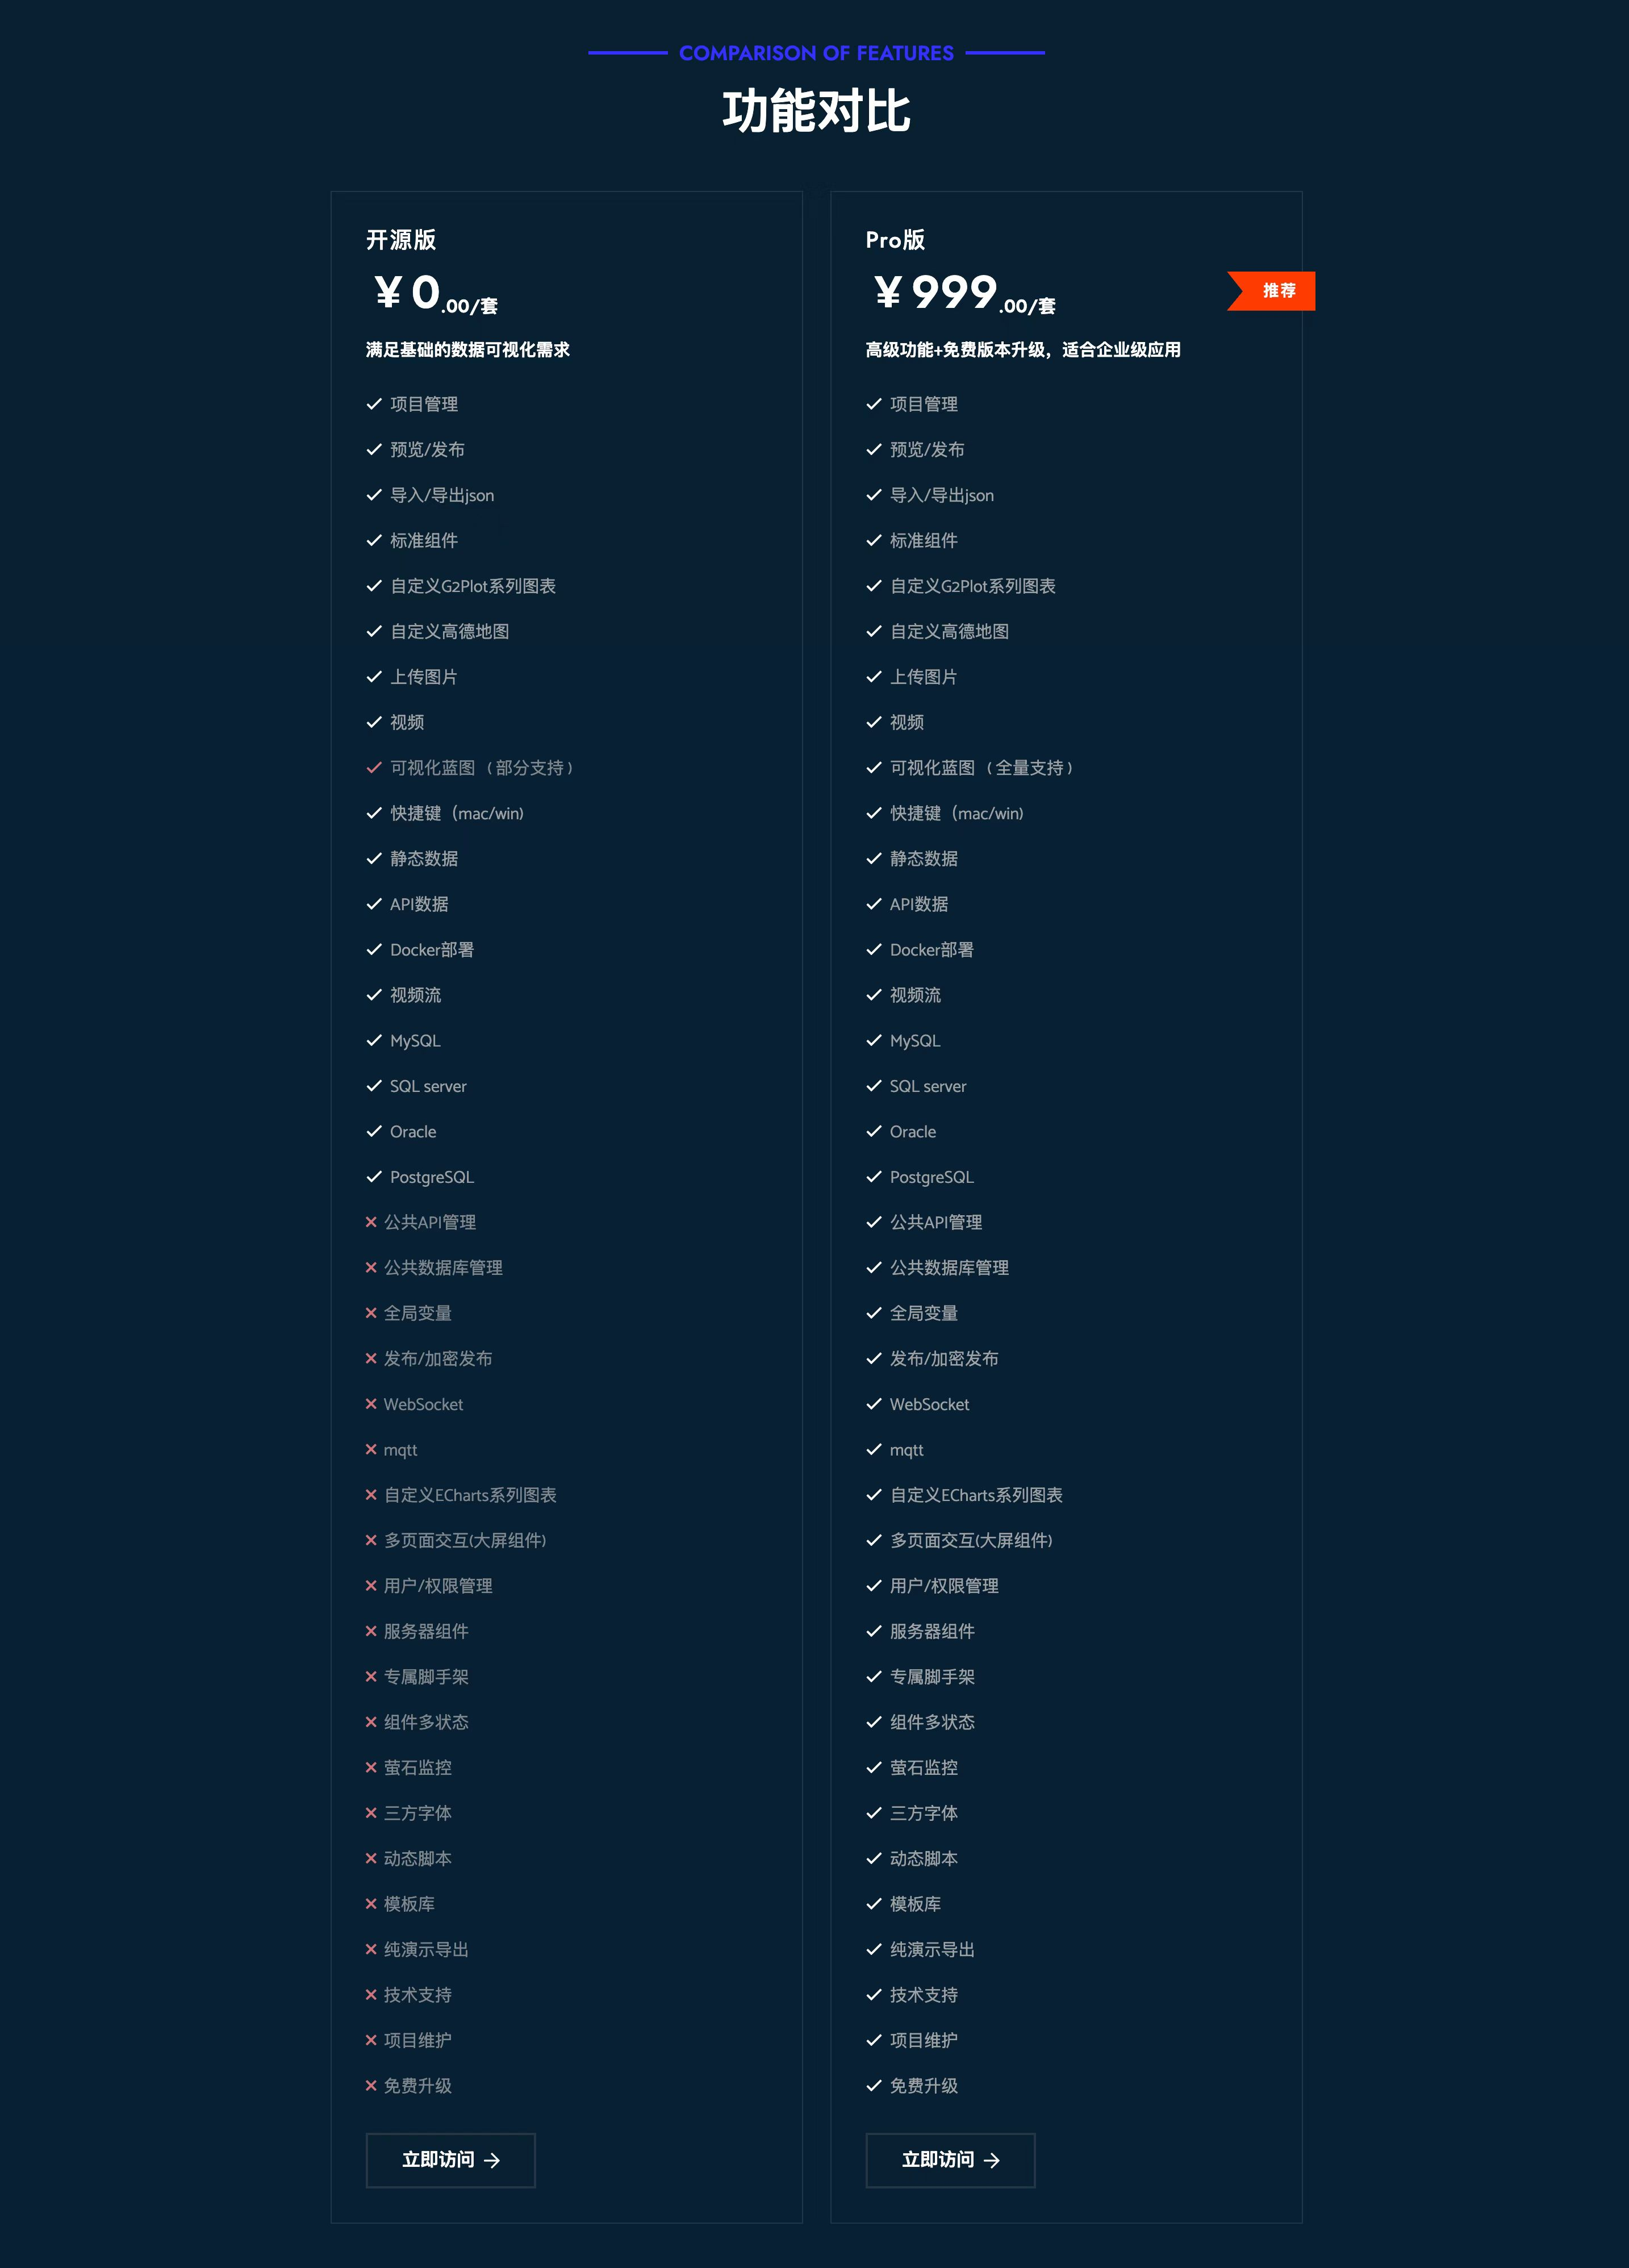 COMPARISON OF FEATURES
功能对比
开源版
¥0.00/套
满足基础的数据可视化需求
项目管理
预览/发布
导入/导出json
标准组件
自定义G2Plot系列图表
自定义高德地图
上传图片
视频
可视化蓝图（部分支持）
快捷键（mac/win)
静态数据
API数据
Docker部署
视频流
MySQL
SQL server
Oracle
PostgreSQL
公共API管理
公共数据库管理
全局变量
发布/加密发布
WebSocket
mqtt
自定义ECharts系列图表
多页面交互(大屏组件)
用户/权限管理
服务器组件
专属脚手架
组件多状态
萤石监控
三方字体
动态脚本
模板库
纯演示导出
技术支持
项目维护
免费升级
立即访问 →
Pro版
¥999.00/套
推荐
高级功能+免费版本升级，适合企业级应用
项目管理
预览/发布
导入/导出json
标准组件
自定义G2Plot系列图表
自定义高德地图
上传图片
视频
可视化蓝图（全量支持）
快捷键（mac/win)
静态数据
API数据
Docker部署
视频流
MySQL
SQL server
Oracle
PostgreSQL
公共API管理
公共数据库管理
全局变量
发布/加密发布
WebSocket
mqtt
自定义ECharts系列图表
多页面交互(大屏组件)
用户/权限管理
服务器组件
专属脚手架
组件多状态
萤石监控
三方字体
动态脚本
模板库
纯演示导出
技术支持
项目维护
免费升级
立即访问 →